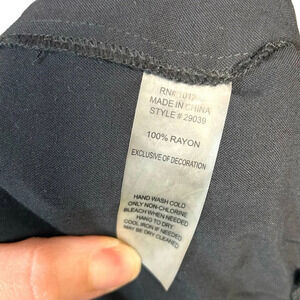 MADE IN CHINA
STYLE # 29039
100% RAYON
EXCLUSIVE OF DECORATION
HAND WASH COLD
ONLY NON-CHLORINE
BLEACH WHEN NEEDED
HANG TO DRY
COOL IRON IF NEEDED
MAY BE DRY CLEANED